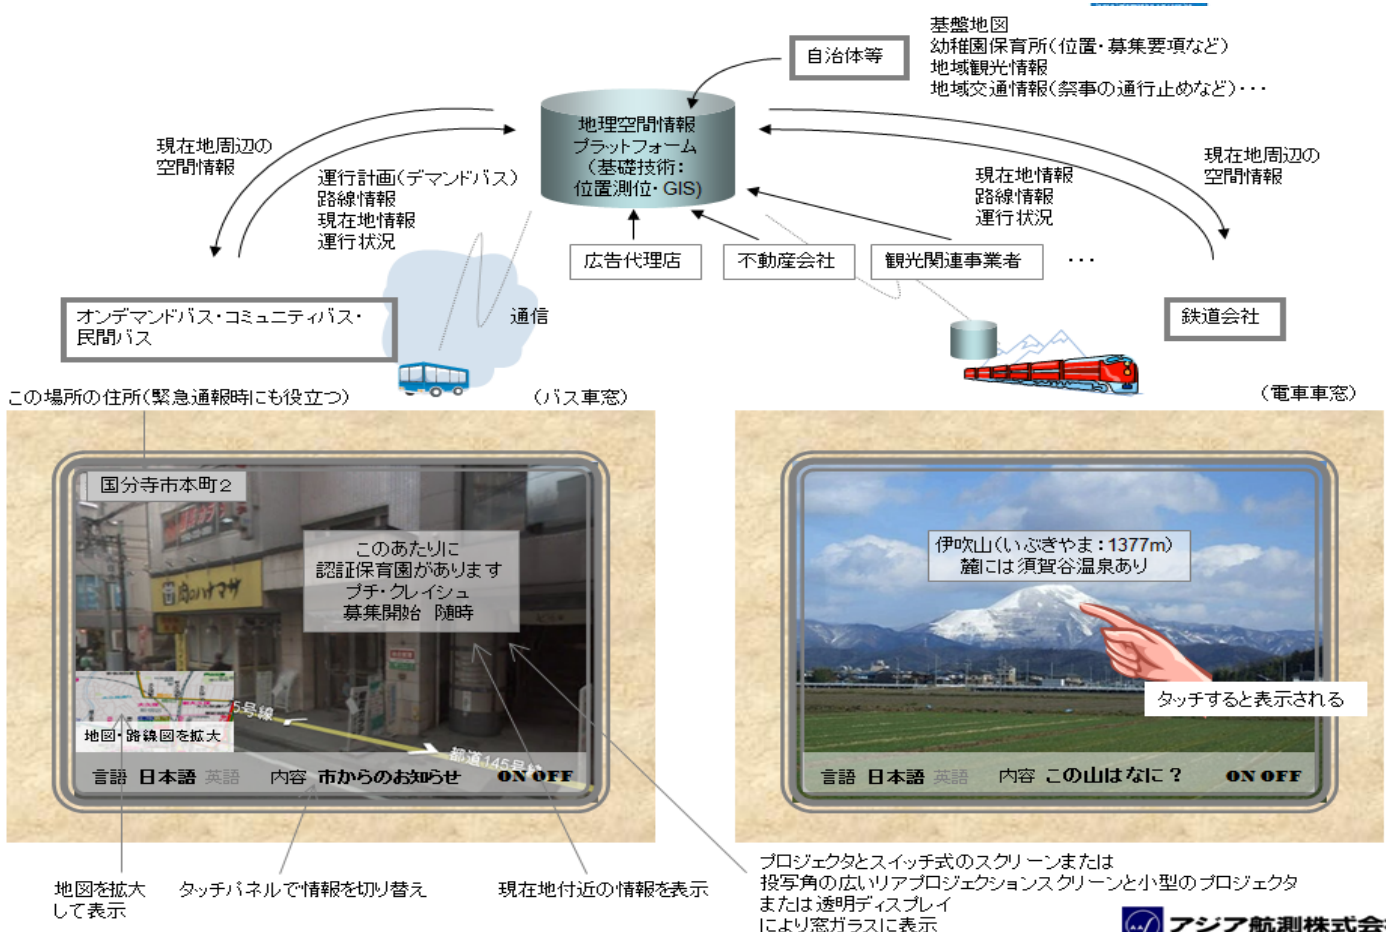 基盤地図
幼稚園保育所(位置・募集要項など)
地域観光情報
地域交通情報(祭事の通行止めなど)・・・
自治体等
地理空間情報
プラットフォーム
(基礎技術:
位置測位・GIS)
現在地周辺の
空間情報
運行計画(デマンドバス)
路線情報
現在地情報
運行状況
現在地情報
路線情報
運行状況
現在地周辺の
空間情報
広告代理店
不動産会社
観光関連事業者
・・・
オンデマンドバス・コミュニティバス・
民間バス
通信
鉄道会社
この場所の住所(緊急通報時にも役立つ)
(バス車窓)
(電車車窓)
国分寺市本町2
このあたりに
認証保育園があります
プチ・クレイシュ
募集開始 随時
肉のハナマサ
5号線
都道145号線
地図・路線図を拡大
言語 日本語 英語 内容 市からのお知らせ ON OFF
伊吹山(いぶきやま:1377m)
麓には須賀谷温泉あり
タッチすると表示される
言語 日本語 英語 内容 この山はなに? ON OFF
地図を拡大
して表示
タッチパネルで情報を切り替え
現在地付近の情報を表示
プロジェクタとスイッチ式のスクリーンまたは
投写角の広いリアプロジェクションスクリーンと小型のプロジェクタ
または透明ディスプレイ
により窓ガラスに表示
アジア航測株式会